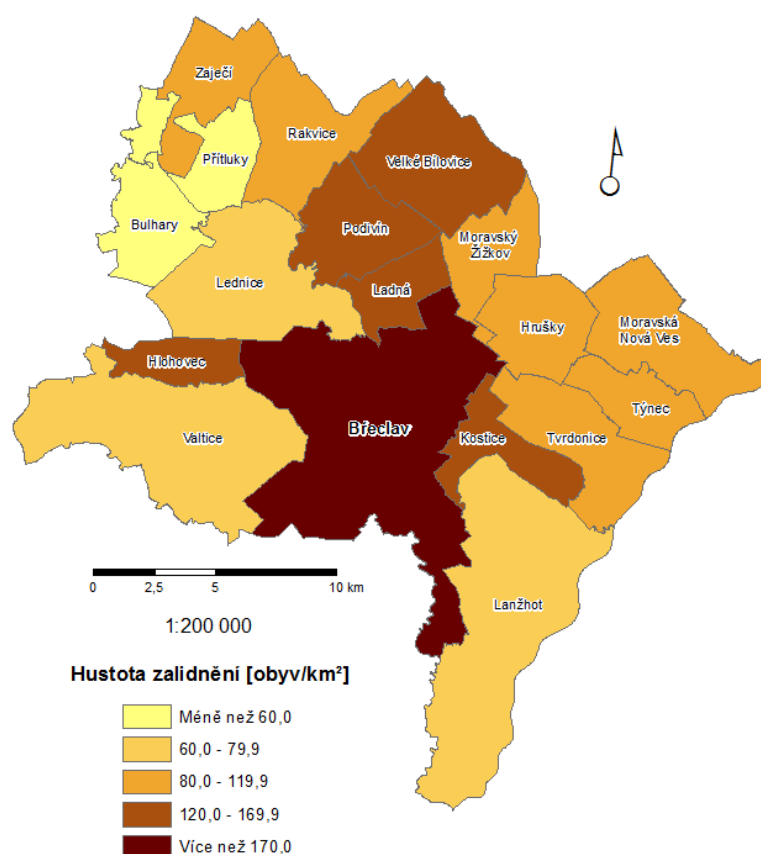 Zaječí
Rakvice
Přítluky
Velké Bílovice
Bulhary
Podivín
Moravský
Žižkov
Lednice
Ladná
Hrušky
Moravská
Nová Ves
Hlohovec
Týnec
Valtice
Břeclav
Kostice
Tvrdonice
Lanžhot
0 2,5 5 10 km
1:200 000
Hustota zalidnění [obyv/km²]
Méně než 60,0
60,0 - 79,9
80,0 - 119,9
120,0 - 169,9
Více než 170,0